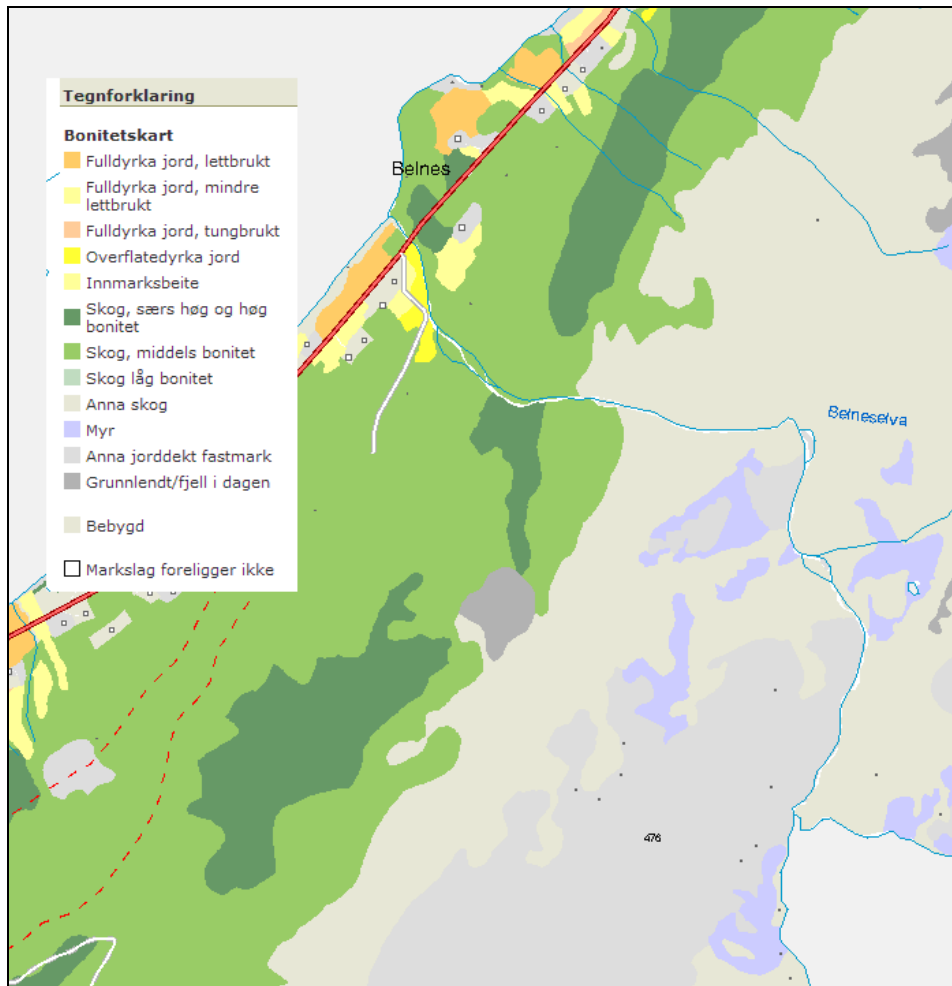 Tegnforklaring
Bonitetskart
Fulldyrka jord, lettbrukt
Fulldyrka jord, mindre
lettbrukt
Fulldyrka jord, tungbrukt
Overflatedyrka jord
Innmarksbeite
Skog, særs høg og høg
bonitet
Skog, middels bonitet
Skog låg bonitet
Anna skog
Myr
Anna jorddekt fastmark
Grunnlendt/fjell i dagen
Bebygd
Markslag foreligger ikke
Belnes
Belneselva
476